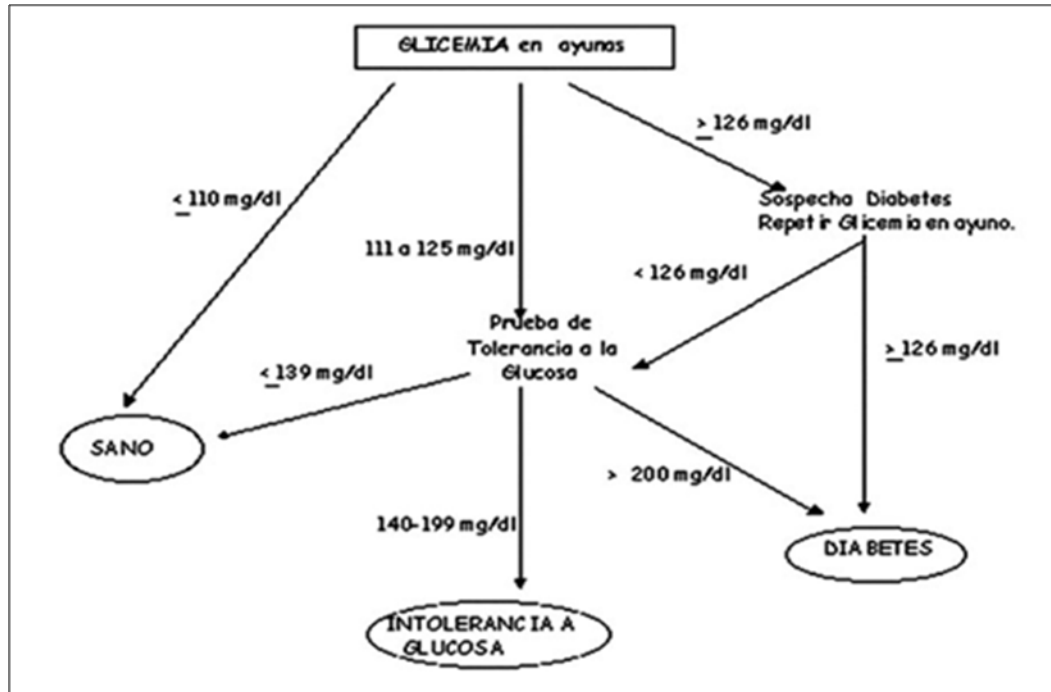 GLICEMIA en ayunas
≥ 126 mg/dl
≤ 110 mg/dl
Sospecha Diabetes
Repetir Glicemia en ayuno.
111 a 125 mg/dl
< 126 mg/dl
Prueba de
Tolerancia a la
Glucosa
≥ 126 mg/dl
≤ 139 mg/dl
SANO
> 200 mg/dl
140-199 mg/dl
DIABETES
INTOLERANCIA A
GLUCOSA